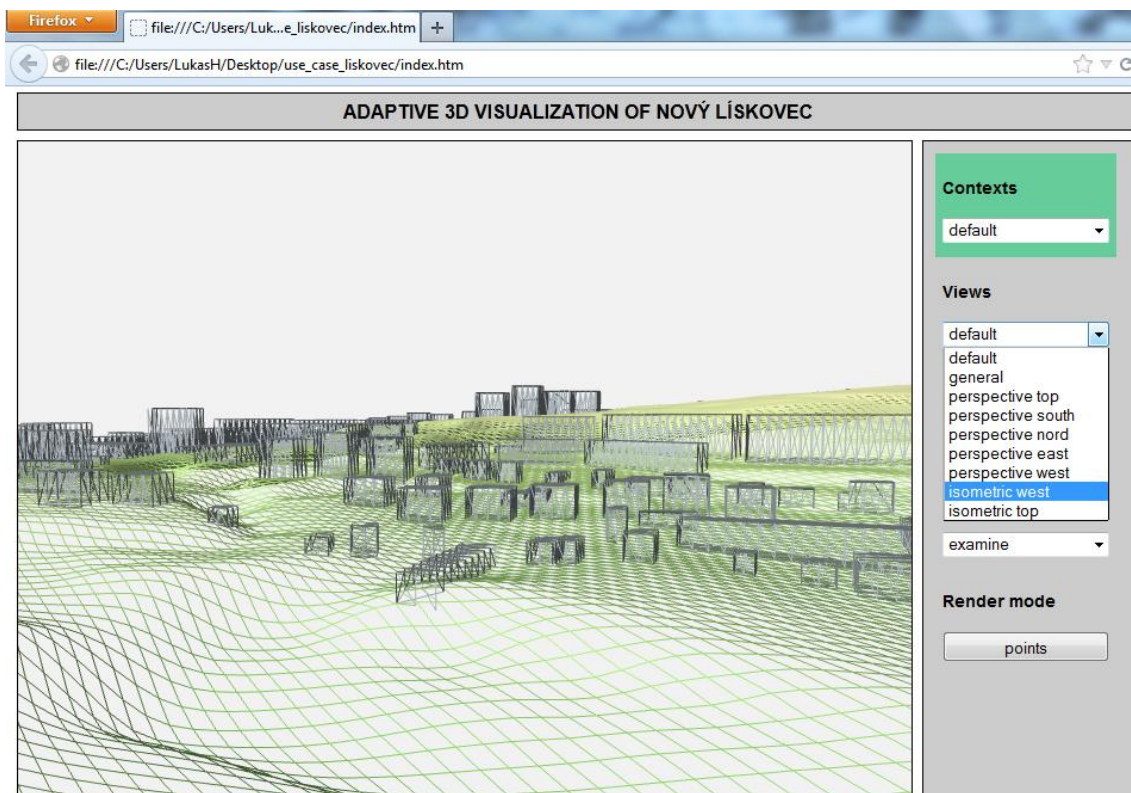 Firefox
file:///C:/Users/Luk...e_liskovec/index.htm
file:///C:/Users/LukasH/Desktop/use_case_liskovec/index.htm
ADAPTIVE 3D VISUALIZATION OF NOVÝ LÍSKOVEC
Contexts
default
Views
default
default
general
perspective top
perspective south
perspective nord
perspective east
perspective west
isometric west
isometric top
examine
Render mode
points